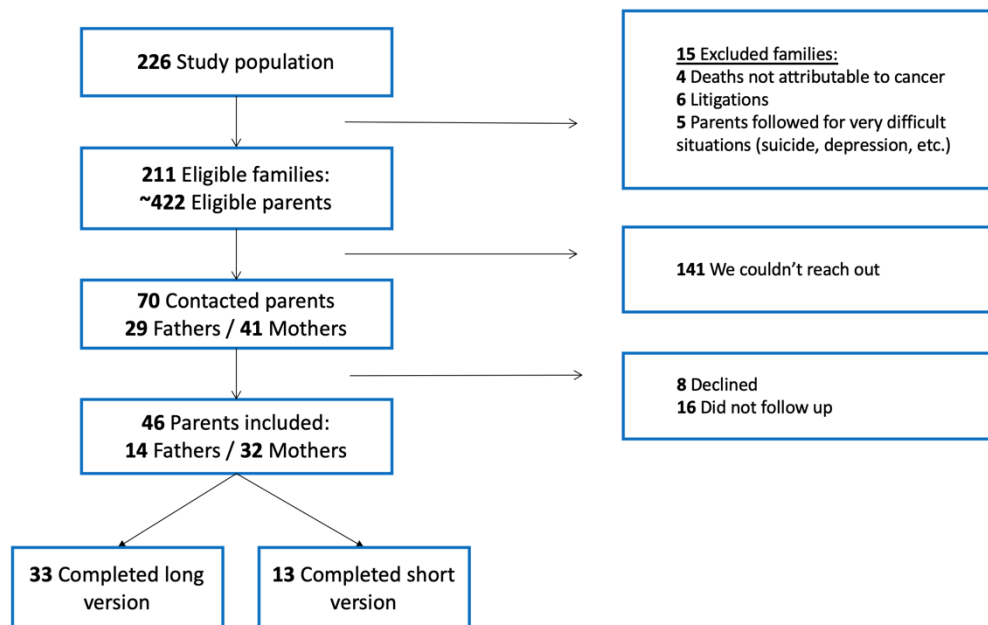 226 Study population
15 Excluded families:
4 Deaths not attributable to cancer
6 Litigations
5 Parents followed for very difficult
situations (suicide, depression, etc.)
211 Eligible families:
~422 Eligible parents
141 We couldn’t reach out
70 Contacted parents
29 Fathers / 41 Mothers
8 Declined
16 Did not follow up
46 Parents included:
14 Fathers / 32 Mothers
33 Completed long
version
13 Completed short
version